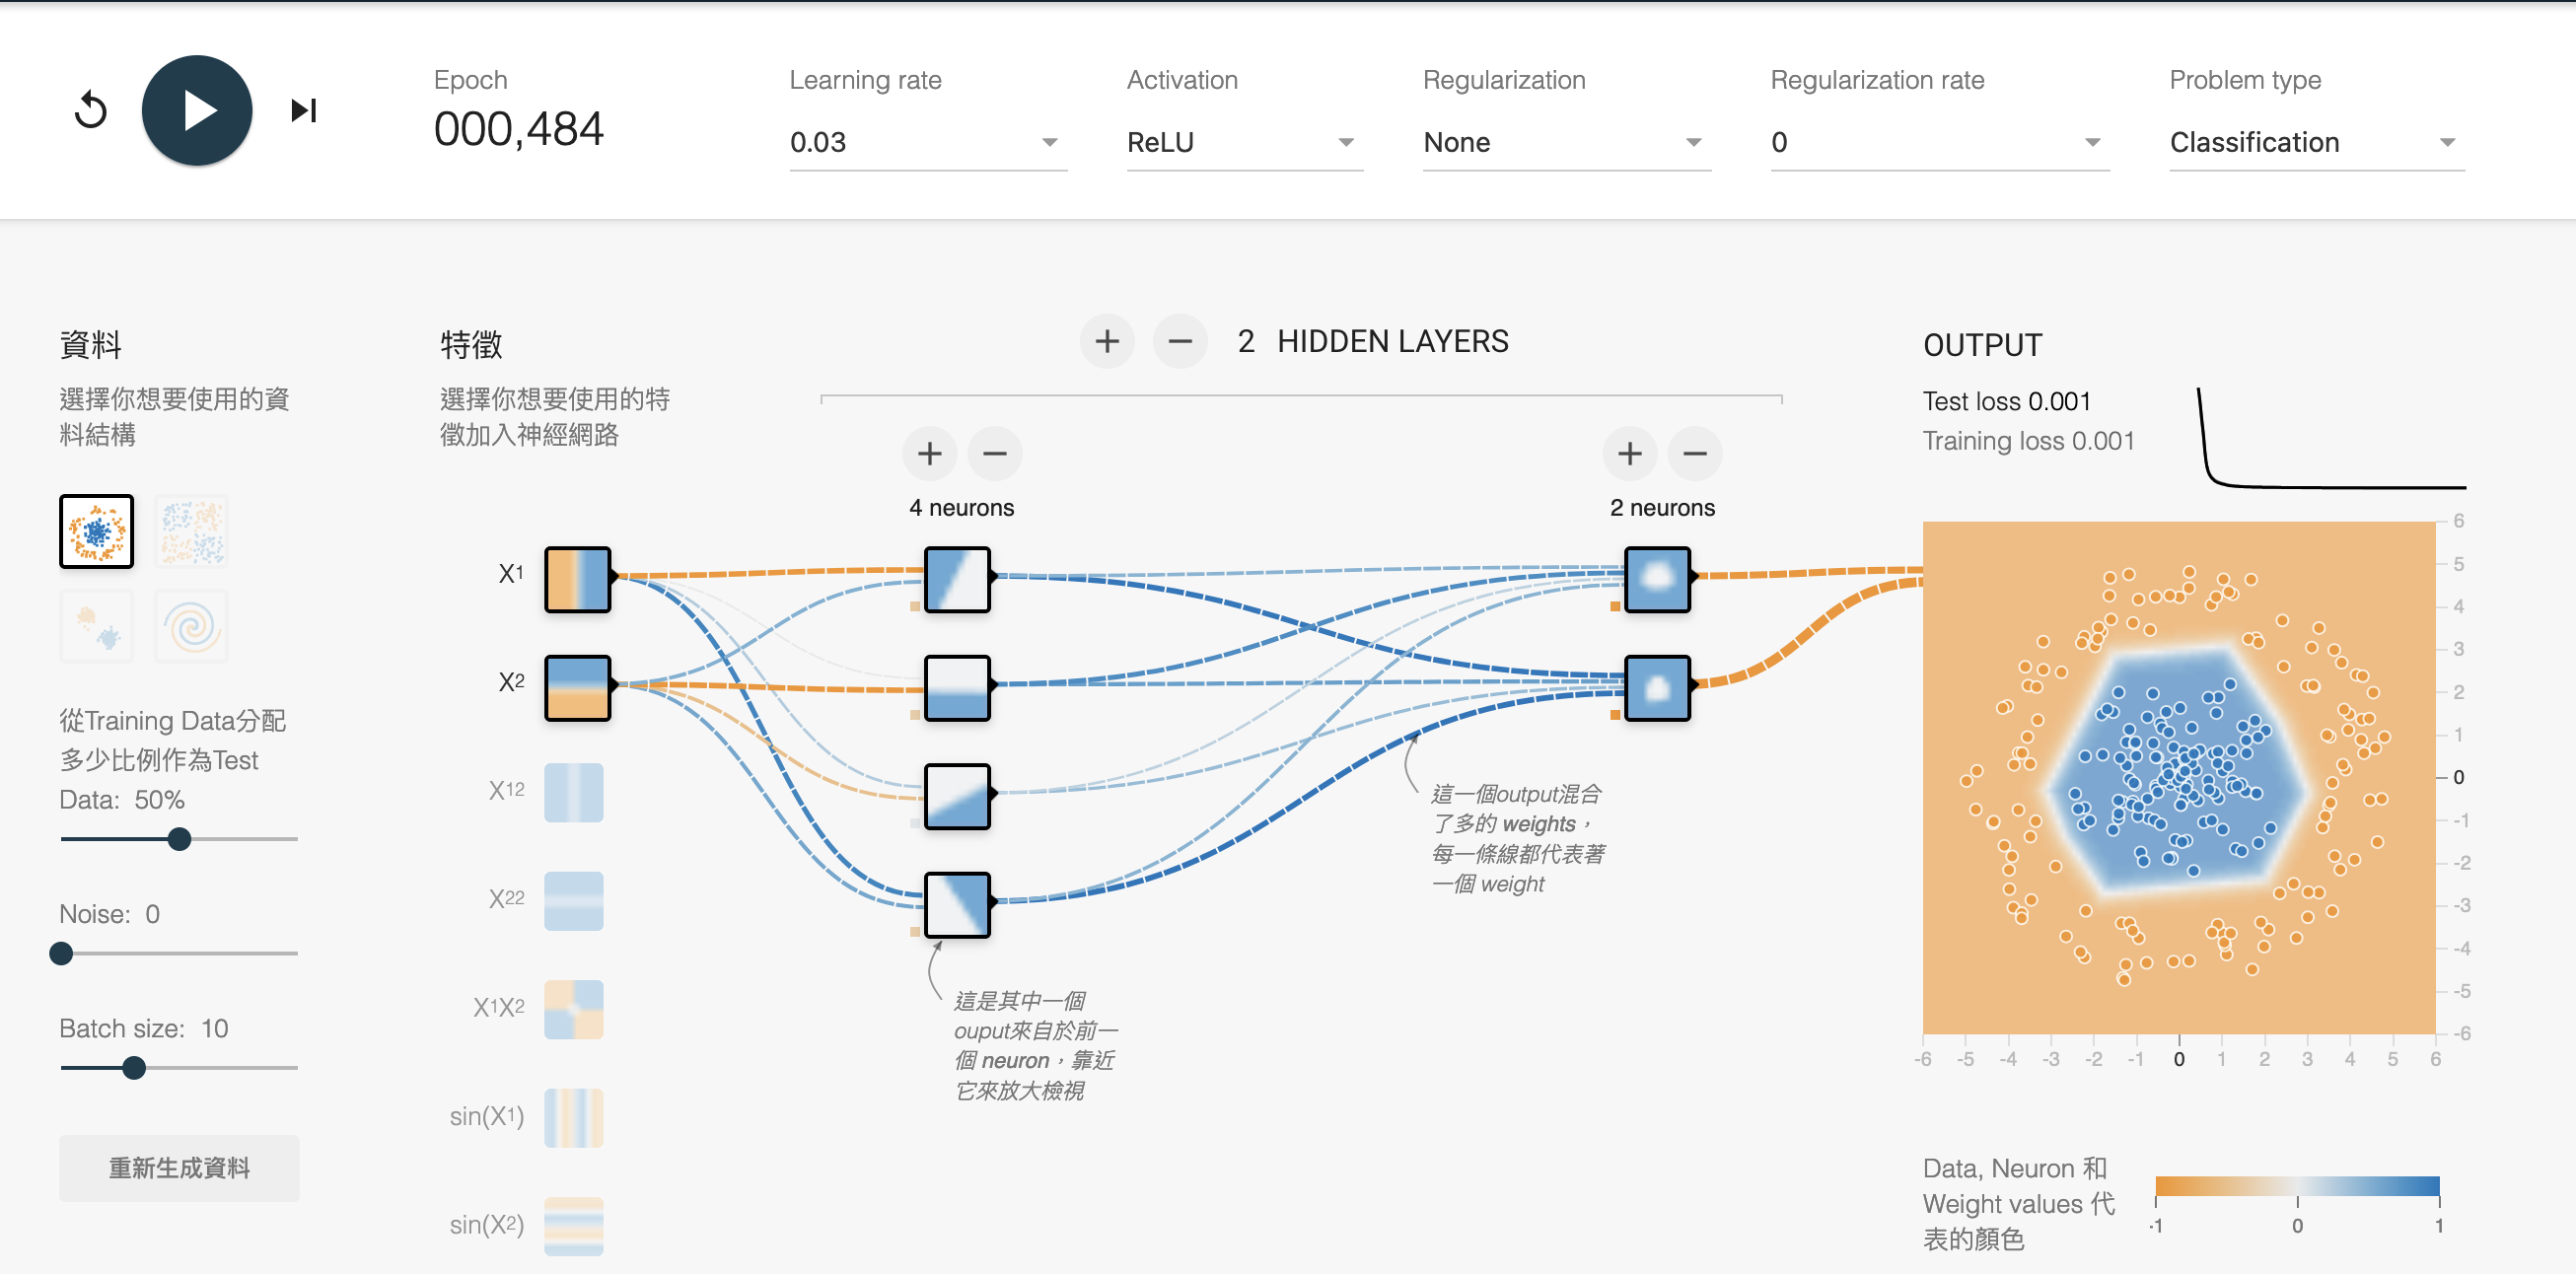 Epoch
000,484
Learning rate
0.03
Activation
ReLU
Regularization
None
Regularization rate
0
Problem type
Classification
資料
選擇你想要使用的資
料結構
從Training Data分配
多少比例作為Test
Data: 50%
Noise: 0
Batch size: 10
重新生成資料
特徵
選擇你想要使用的特
徵加入神經網路
X1
X2
X12
X22
X1X2
sin(X1)
sin(X2)
2 HIDDEN LAYERS
4 neurons
2 neurons
這是其中一個
ouput來自於前一
個 neuron，靠近
它來放大檢視
這一個output混合
了多的 weights，
每一條線都代表著
一個 weight
OUTPUT
Test loss 0.001
Training loss 0.001
6
5
4
3
2
1
0
-1
-2
-3
-4
-5
-6
-6 -5 -4 -3 -2 -1 0 1 2 3 4 5 6
Data, Neuron 和
Weight values 代
表的顏色
-1 0 1